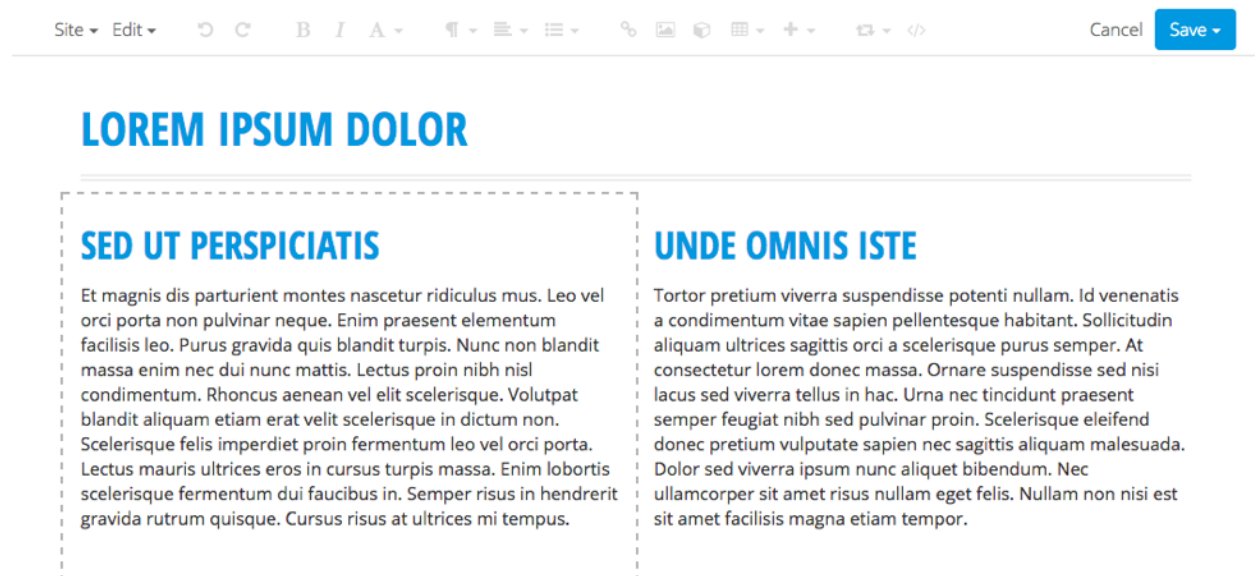 Site Edit B I A ¶ </> Cancel Save
LOREM IPSUM DOLOR
SED UT PERSPICIATIS
Et magnis dis parturient montes nascetur ridiculus mus. Leo vel
orci porta non pulvinar neque. Enim praesent elementum
facilisis leo. Purus gravida quis blandit turpis. Nunc non blandit
massa enim nec dui nunc mattis. Lectus proin nibh nisl
condimentum. Rhoncus aenean vel elit scelerisque. Volutpat
blandit aliquam etiam erat velit scelerisque in dictum non.
Scelerisque felis imperdiet proin fermentum leo vel orci porta.
Lectus mauris ultrices eros in cursus turpis massa. Enim lobortis
scelerisque fermentum dui faucibus in. Semper risus in hendrerit
gravida rutrum quisque. Cursus risus at ultrices mi tempus.
UNDE OMNIS ISTE
Tortor pretium viverra suspendisse potenti nullam. Id venenatis
a condimentum vitae sapien pellentesque habitant. Sollicitudin
aliquam ultrices sagittis orci a scelerisque purus semper. At
consectetur lorem donec massa. Ornare suspendisse sed nisi
lacus sed viverra tellus in hac. Urna nec tincidunt praesent
semper feugiat nibh sed pulvinar proin. Scelerisque eleifend
donec pretium vulputate sapien nec sagittis aliquam malesuada.
Dolor sed viverra ipsum nunc aliquet bibendum. Nec
ullamcorper sit amet risus nullam eget felis. Nullam non nisi est
sit amet facilisis magna etiam tempor.